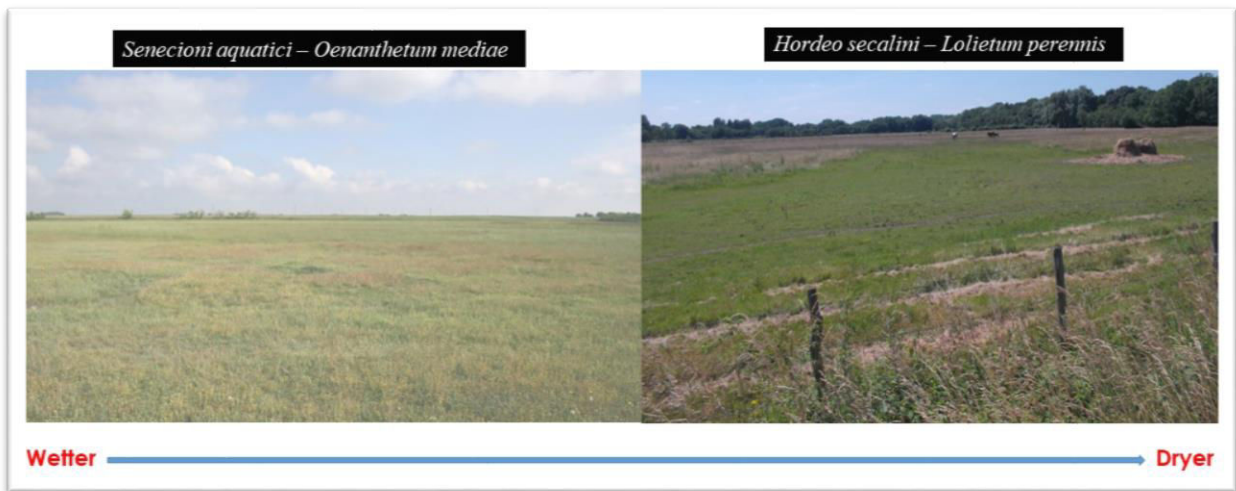 Senecioni aquatici – Oenanthetum mediae
Hordeo secalini – Lolietum perennis
Wetter
Dryer